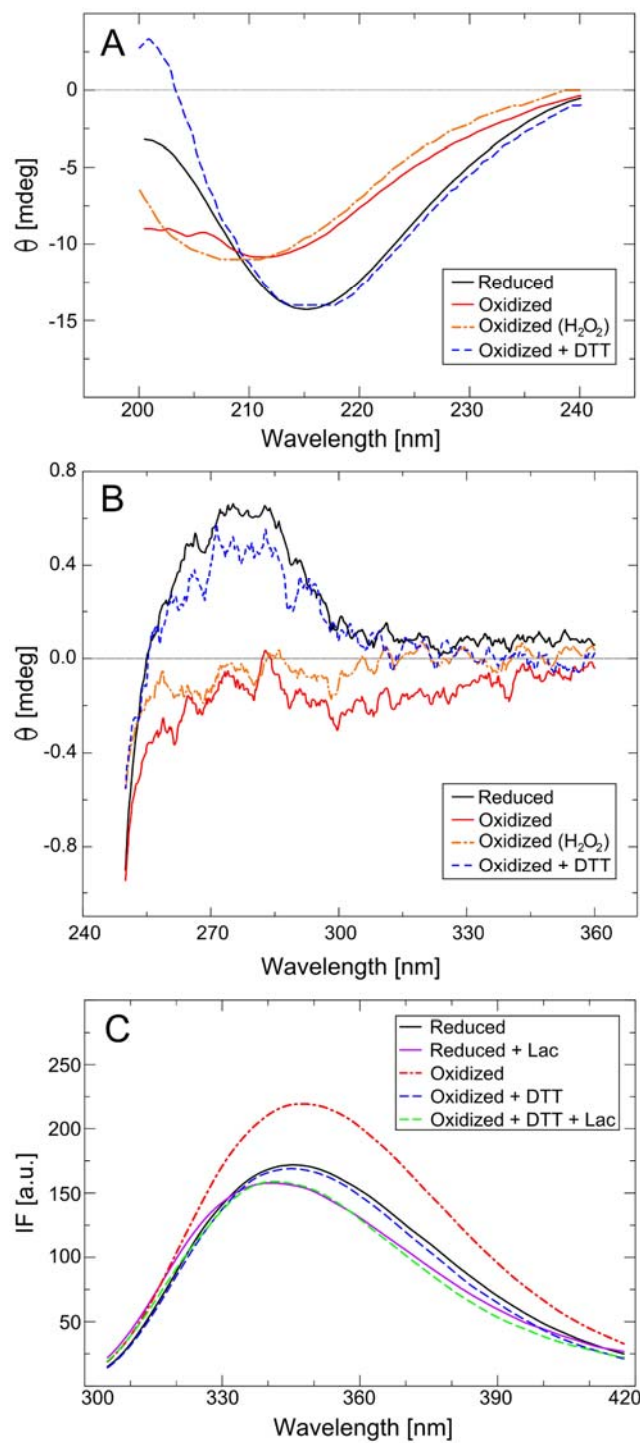 A
0
-5
-10
-15
θ [mdeg]
Reduced
Oxidized
Oxidized (H₂O₂)
Oxidized + DTT
200 210 220 230 240
Wavelength [nm]
B
0.8
0.4
0.0
-0.4
-0.8
θ [mdeg]
Reduced
Oxidized
Oxidized (H₂O₂)
Oxidized + DTT
240 270 300 330 360
Wavelength [nm]
C
250
200
150
100
50
IF [a.u.]
Reduced
Reduced + Lac
Oxidized
Oxidized + DTT
Oxidized + DTT + Lac
300 330 360 390 420
Wavelength [nm]